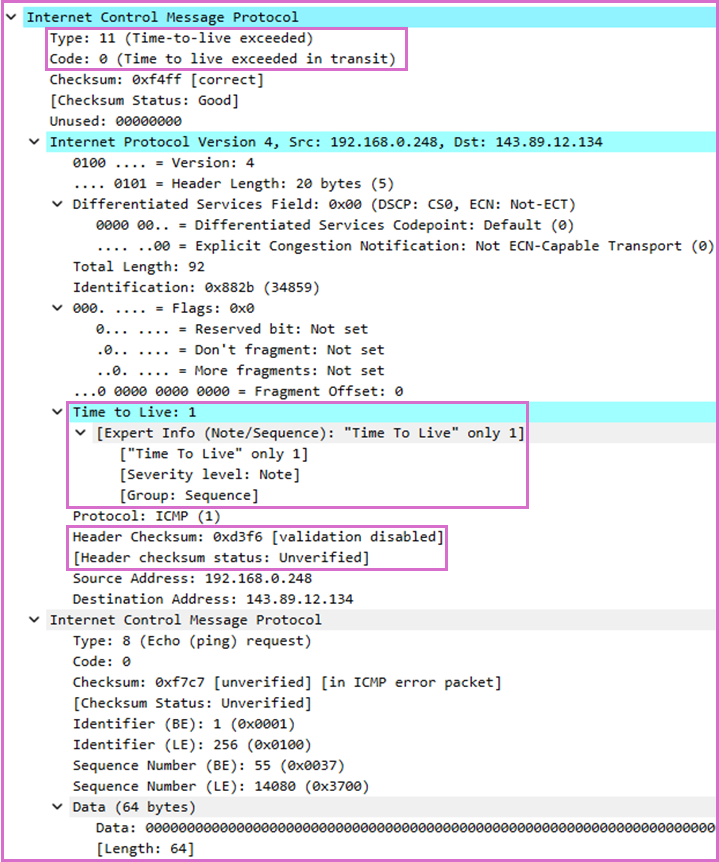 Internet Control Message Protocol
Type: 11 (Time-to-live exceeded)
Code: 0 (Time to live exceeded in transit)
Checksum: 0xf4ff [correct]
[Checksum Status: Good]
Unused: 00000000
Internet Protocol Version 4, Src: 192.168.0.248, Dst: 143.89.12.134
0100 .... = Version: 4
.... 0101 = Header Length: 20 bytes (5)
Differentiated Services Field: 0x00 (DSCP: CS0, ECN: Not-ECT)
0000 00.. = Differentiated Services Codepoint: Default (0)
.... ..00 = Explicit Congestion Notification: Not ECN-Capable Transport (0)
Total Length: 92
Identification: 0x882b (34859)
000. .... = Flags: 0x0
0... .... = Reserved bit: Not set
.0.. .... = Don't fragment: Not set
..0. .... = More fragments: Not set
...0 0000 0000 0000 = Fragment Offset: 0
Time to Live: 1
[Expert Info (Note/Sequence): "Time To Live" only 1]
["Time To Live" only 1]
[Severity level: Note]
[Group: Sequence]
Protocol: ICMP (1)
Header Checksum: 0xd3f6 [validation disabled]
[Header checksum status: Unverified]
Source Address: 192.168.0.248
Destination Address: 143.89.12.134
Internet Control Message Protocol
Type: 8 (Echo (ping) request)
Code: 0
Checksum: 0xf7c7 [unverified] [in ICMP error packet]
[Checksum Status: Unverified]
Identifier (BE): 1 (0x0001)
Identifier (LE): 256 (0x0100)
Sequence Number (BE): 55 (0x0037)
Sequence Number (LE): 14080 (0x3700)
Data (64 bytes)
Data: 000000000000000000000000000000000000000000000000000000000000000000000000
[Length: 64]